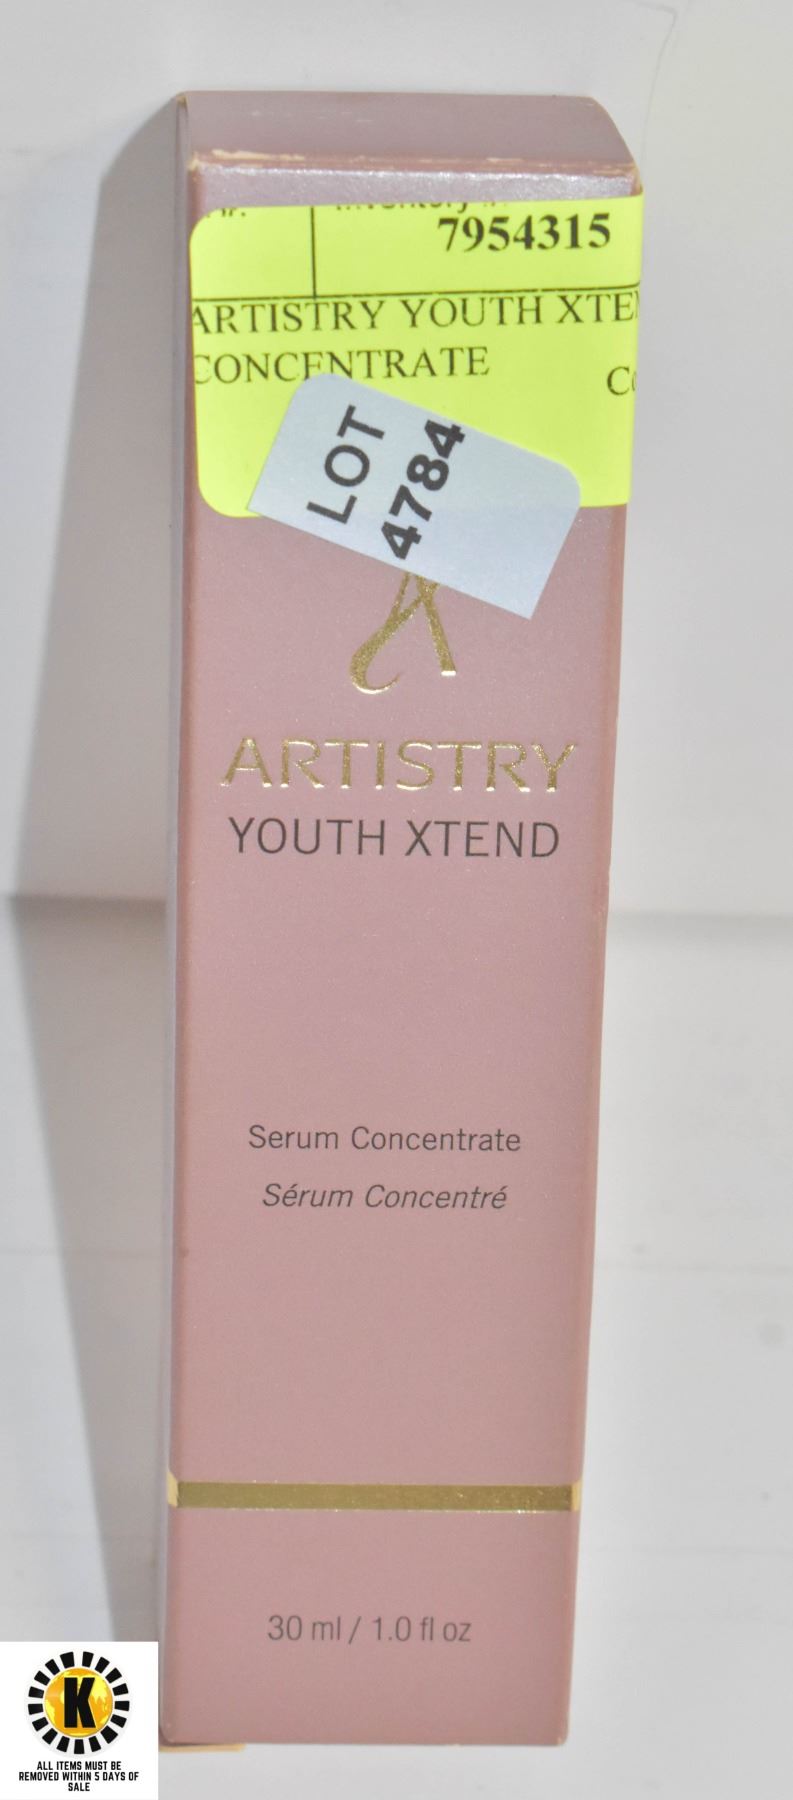 7954315
ARTISTRY YOUTH XTE
CONCENTRATE
LOT
4784
ARTISTRY
YOUTH XTEND
Serum Concentrate
Sérum Concentré
30 ml / 1.0 fl oz
K
ALL ITEMS MUST BE
REMOVED WITHIN 5 DAYS OF
SALE